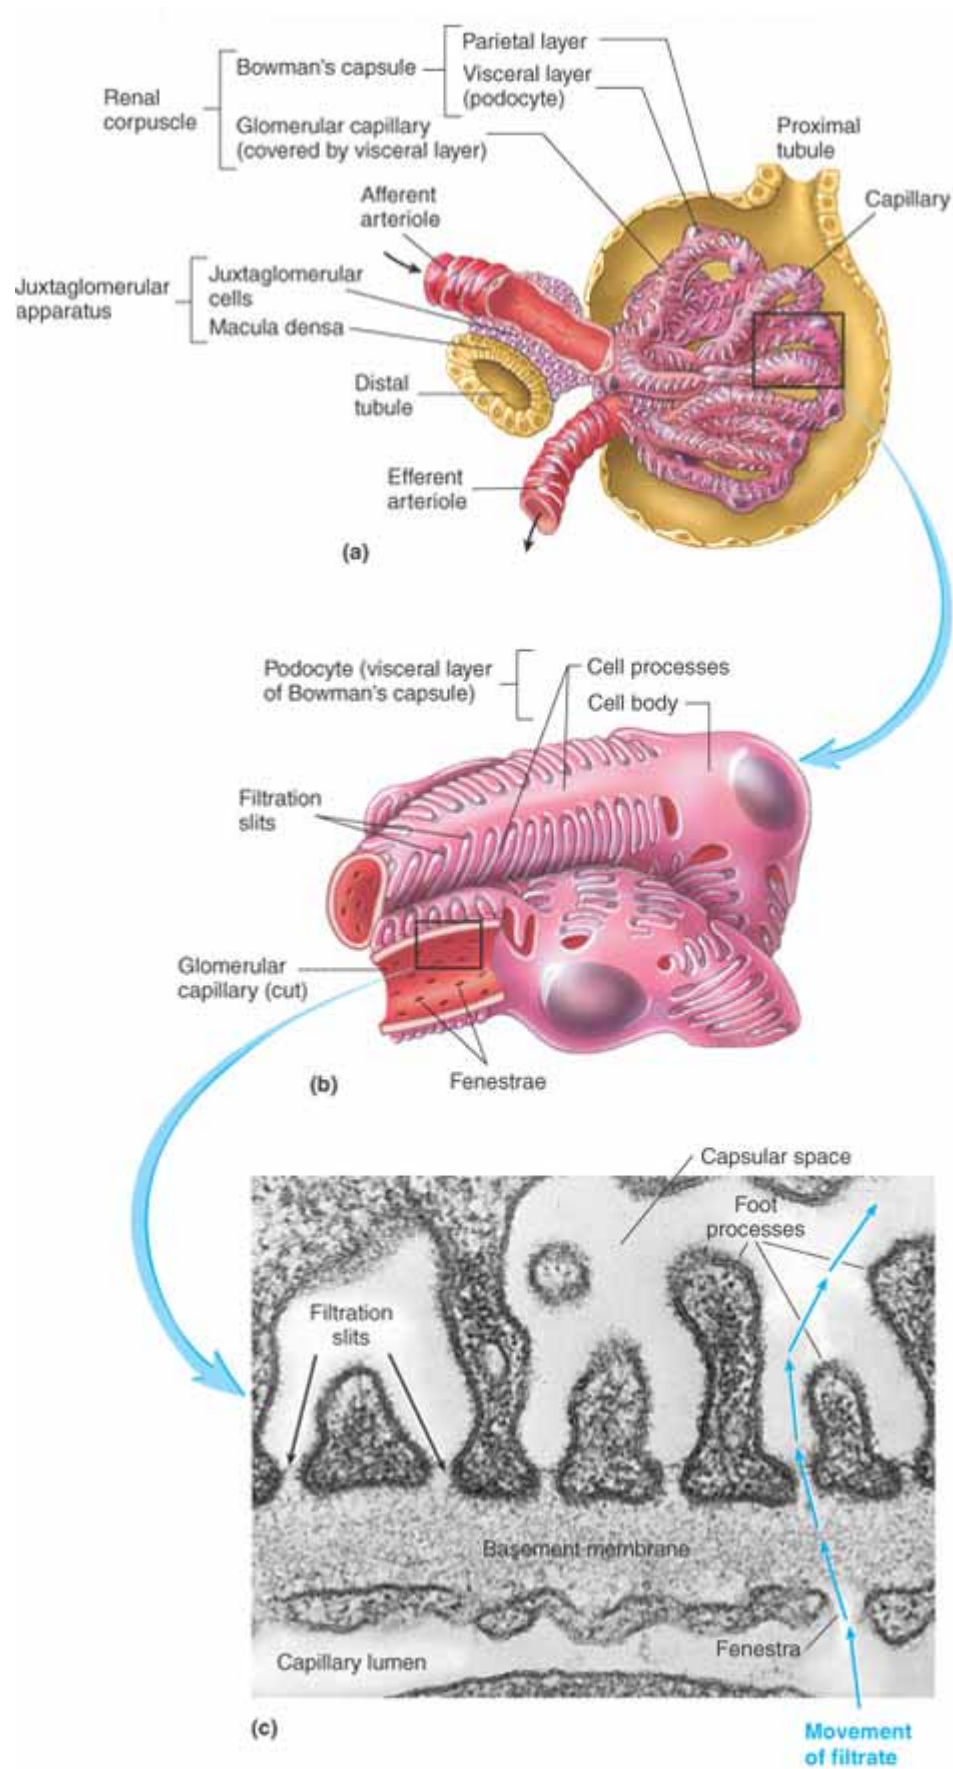 Parietal layer
Bowman's capsule
Visceral layer
(podocyte)
Renal
corpuscle
Glomerular capillary
(covered by visceral layer)
Proximal
tubule
Afferent
arteriole
Capillary
Juxtaglomerular
apparatus
Juxtaglomerular
cells
Macula densa
Distal
tubule
Efferent
arteriole
(a)
Podocyte (visceral layer
of Bowman's capsule)
Cell processes
Cell body
Filtration
slits
Glomerular
capillary (cut)
Fenestrae
(b)
Capsular space
Foot
processes
Filtration
slits
Basement membrane
Fenestra
Capillary lumen
(c)
Movement
of filtrate